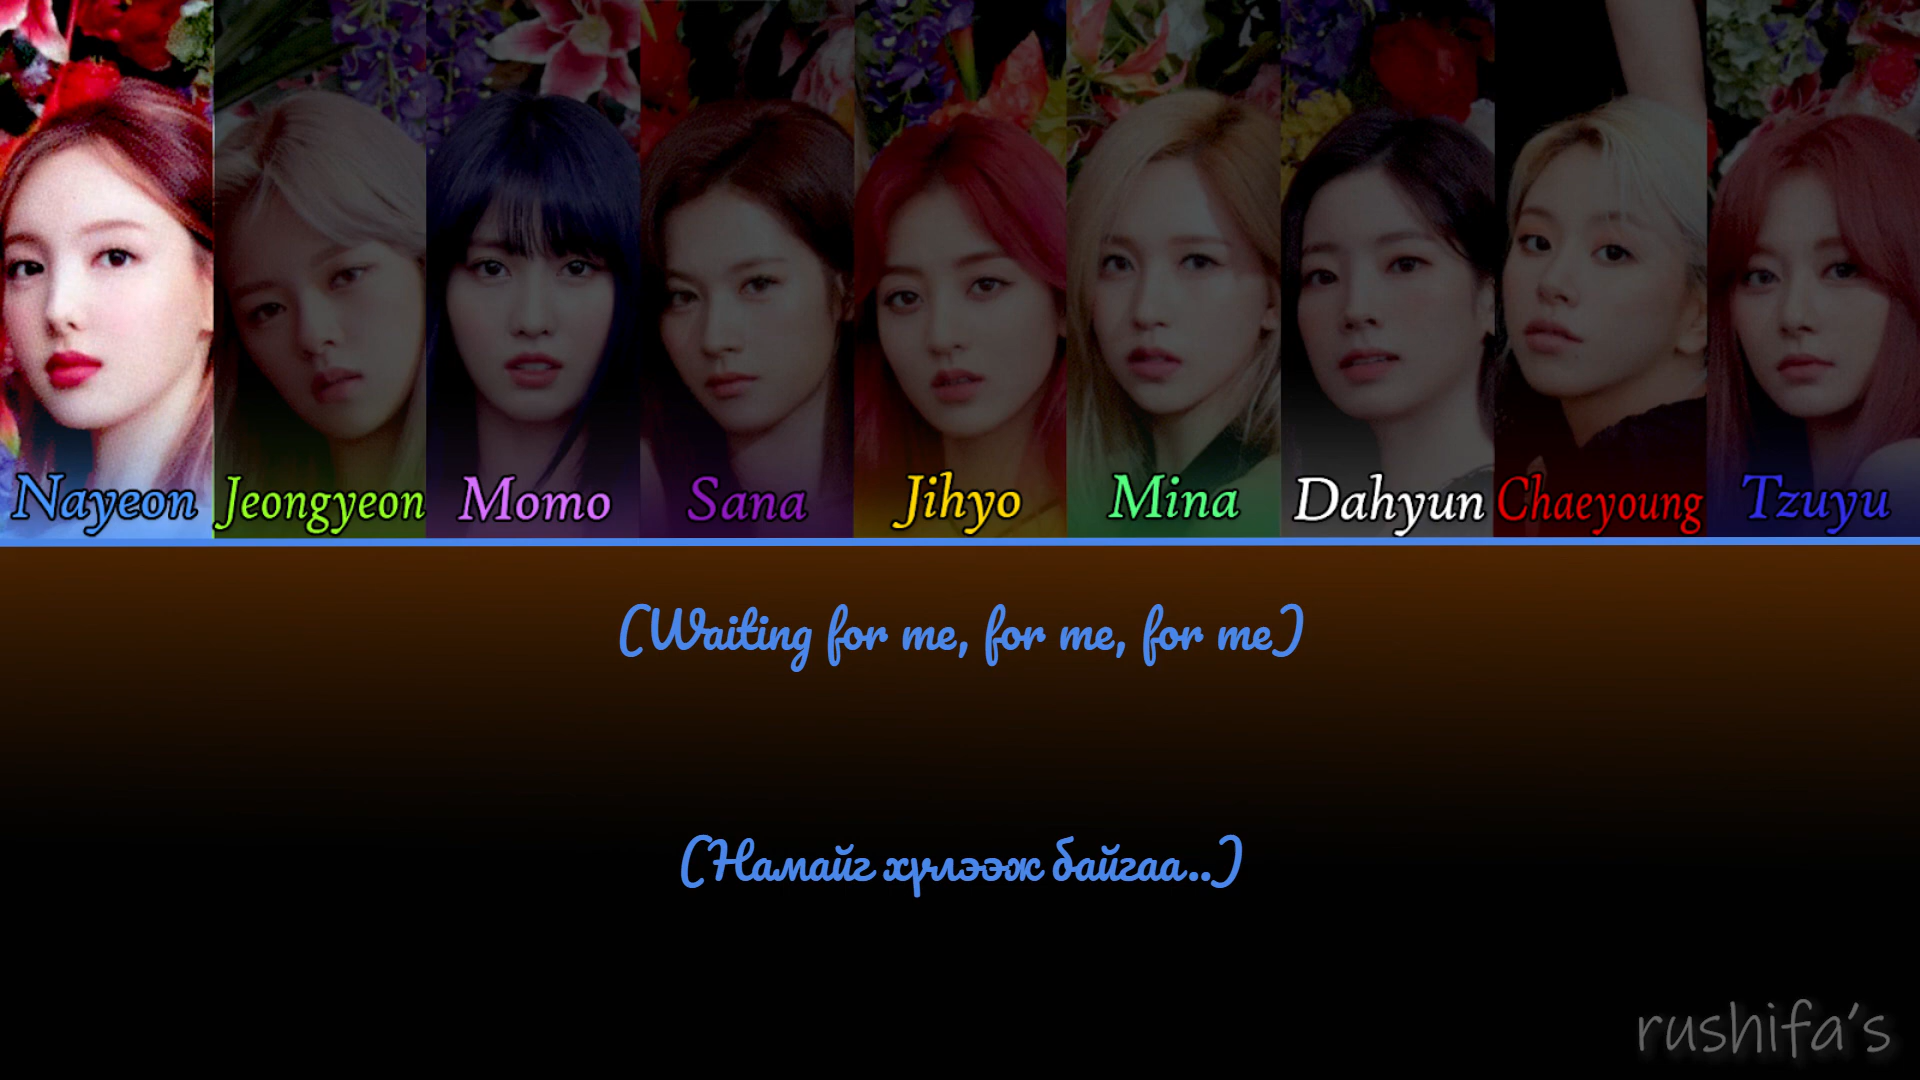 Nayeon Jeongyeon Momo Sana Jihyo Mina Dahyun Chaeyoung Tzuyu
(Waiting for me, for me, for me)
(Намайг хүлээж байгаа..)
rushifa's